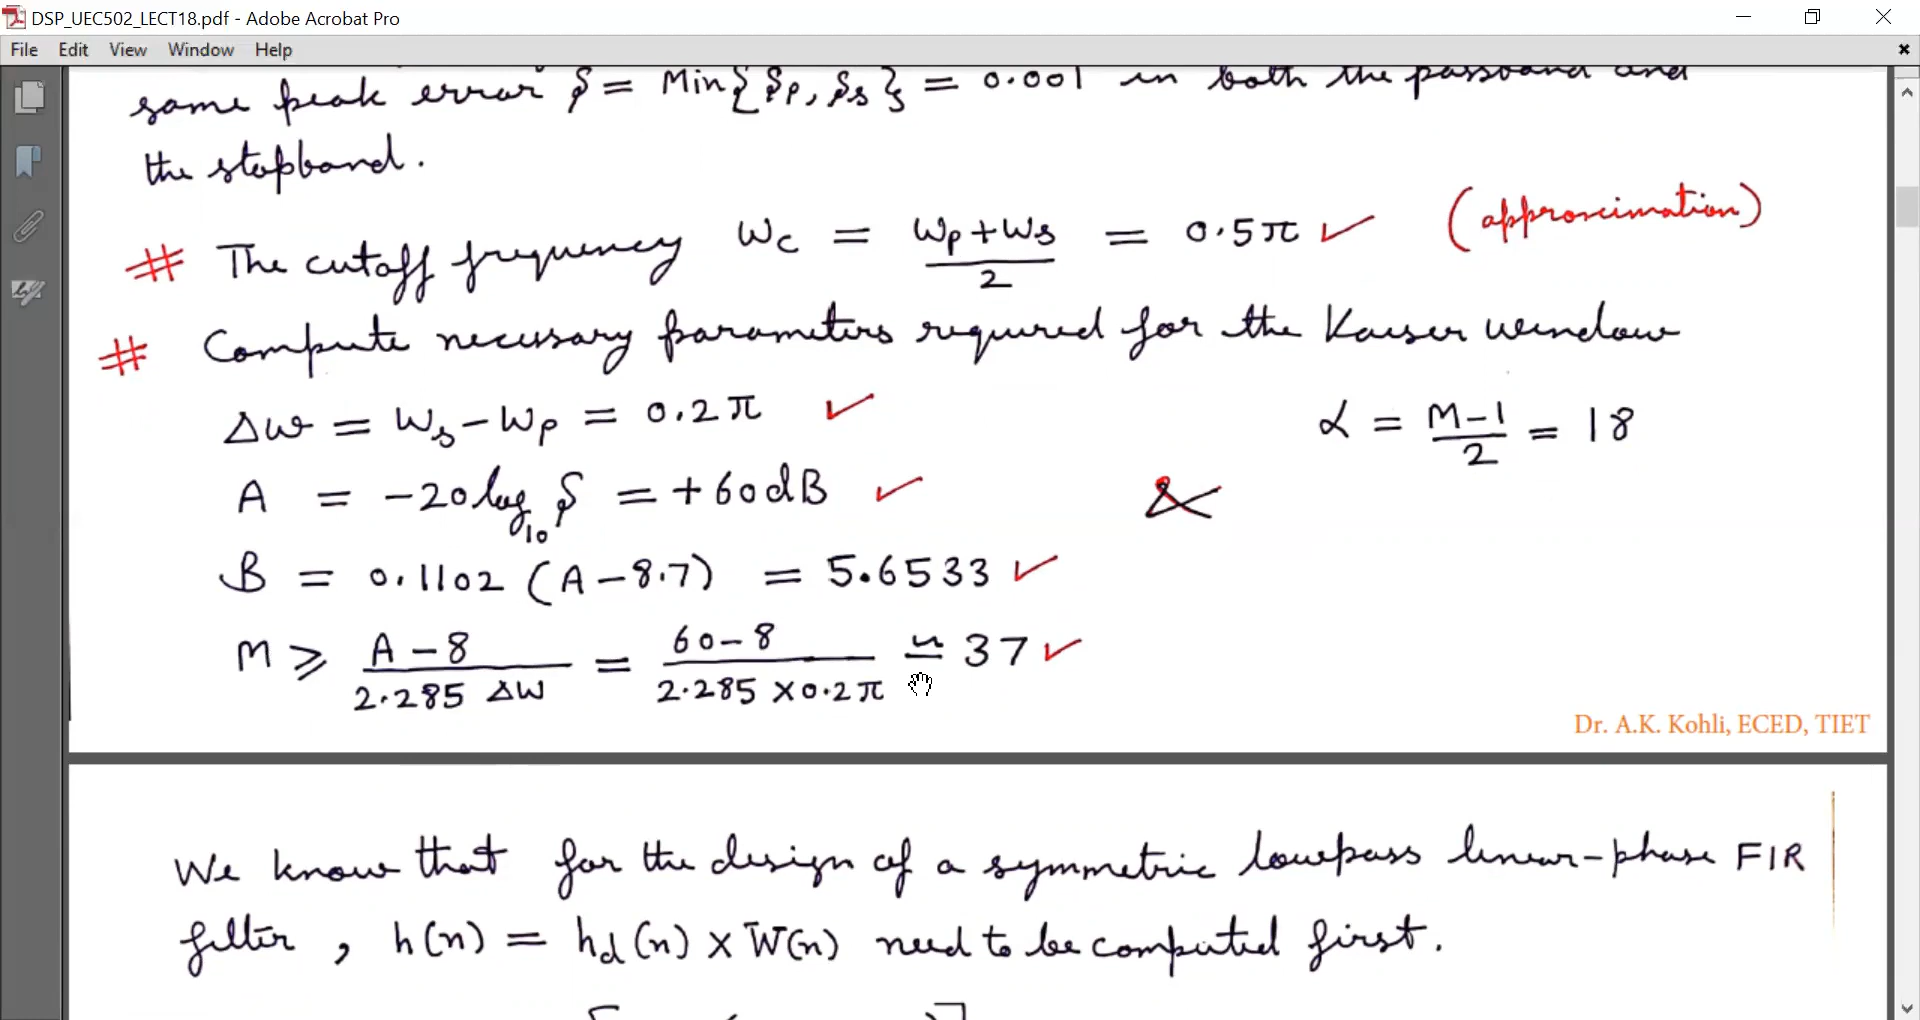 DSP_UEC502_LECT18.pdf - Adobe Acrobat Pro
File Edit View Window Help
same peak error δ = Min{δp, δs} = 0.001 in both the passband and
the stopband.
# The cutoff frequency ωc = (ωp+ωs)/2 = 0.5π ✓ (approximation)
# Compute necessary parameters required for the Kaiser window
Δω = ωs - ωp = 0.2π ✓
α = (M-1)/2 = 18
A = -20 log10 δ = +60dB ✓ &
β = 0.1102 (A-8.7) = 5.6533 ✓
M ≥ (A-8)/(2.285 Δω) = (60-8)/(2.285 × 0.2π) ≃ 37 ✓
Dr. A.K. Kohli, ECED, TIET
We know that for the design of a symmetric lowpass linear-phase FIR
filter, h(n) = hd(n) × W(n) need to be computed first.